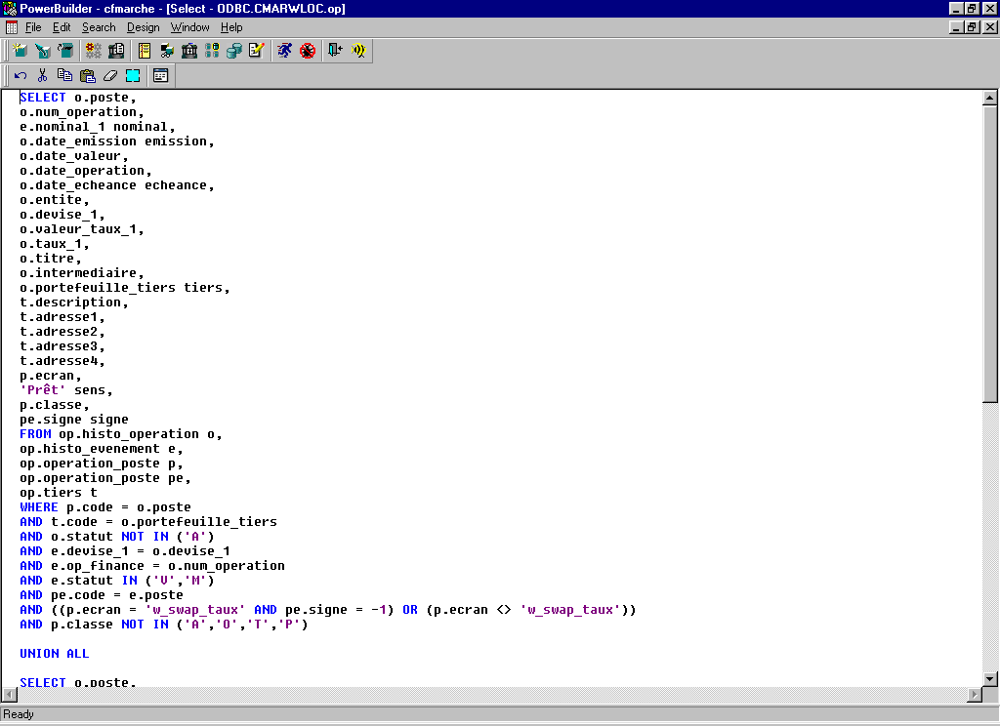 PowerBuilder - cfmarche - [Select - ODBC.CMARWLOC.op]
File Edit Search Design Window Help
SELECT o.poste,
o.num_operation,
e.nominal_1 nominal,
o.date_emission emission,
o.date_valeur,
o.date_operation,
o.date_echeance echeance,
o.entite,
o.devise_1,
o.valeur_taux_1,
o.taux_1,
o.titre,
o.intermediaire,
o.portefeuille_tiers tiers,
t.description,
t.adresse1,
t.adresse2,
t.adresse3,
t.adresse4,
p.ecran,
'Prêt' sens,
p.classe,
pe.signe signe
FROM op.histo_operation o,
op.histo_evenement e,
op.operation_poste p,
op.operation_poste pe,
op.tiers t
WHERE p.code = o.poste
AND t.code = o.portefeuille_tiers
AND o.statut NOT IN ('A')
AND e.devise_1 = o.devise_1
AND e.op_finance = o.num_operation
AND e.statut IN ('V','M')
AND pe.code = e.poste
AND ((p.ecran = 'w_swap_taux' AND pe.signe = -1) OR (p.ecran <> 'w_swap_taux'))
AND p.classe NOT IN ('A','O','T','P')
UNION ALL
SELECT o.poste,
Ready